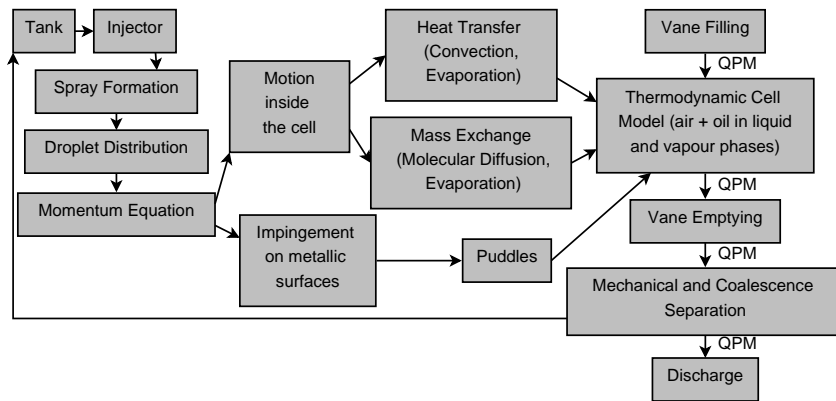 Tank
Injector
Spray Formation
Droplet Distribution
Momentum Equation
Motion
inside
the cell
Impingement
on metallic
surfaces
Heat Transfer
(Convection,
Evaporation)
Mass Exchange
(Molecular Diffusion,
Evaporation)
Puddles
Vane Filling
QPM
Thermodynamic Cell
Model (air + oil in liquid
and vapour phases)
QPM
Vane Emptying
QPM
Mechanical and Coalescence
Separation
QPM
Discharge